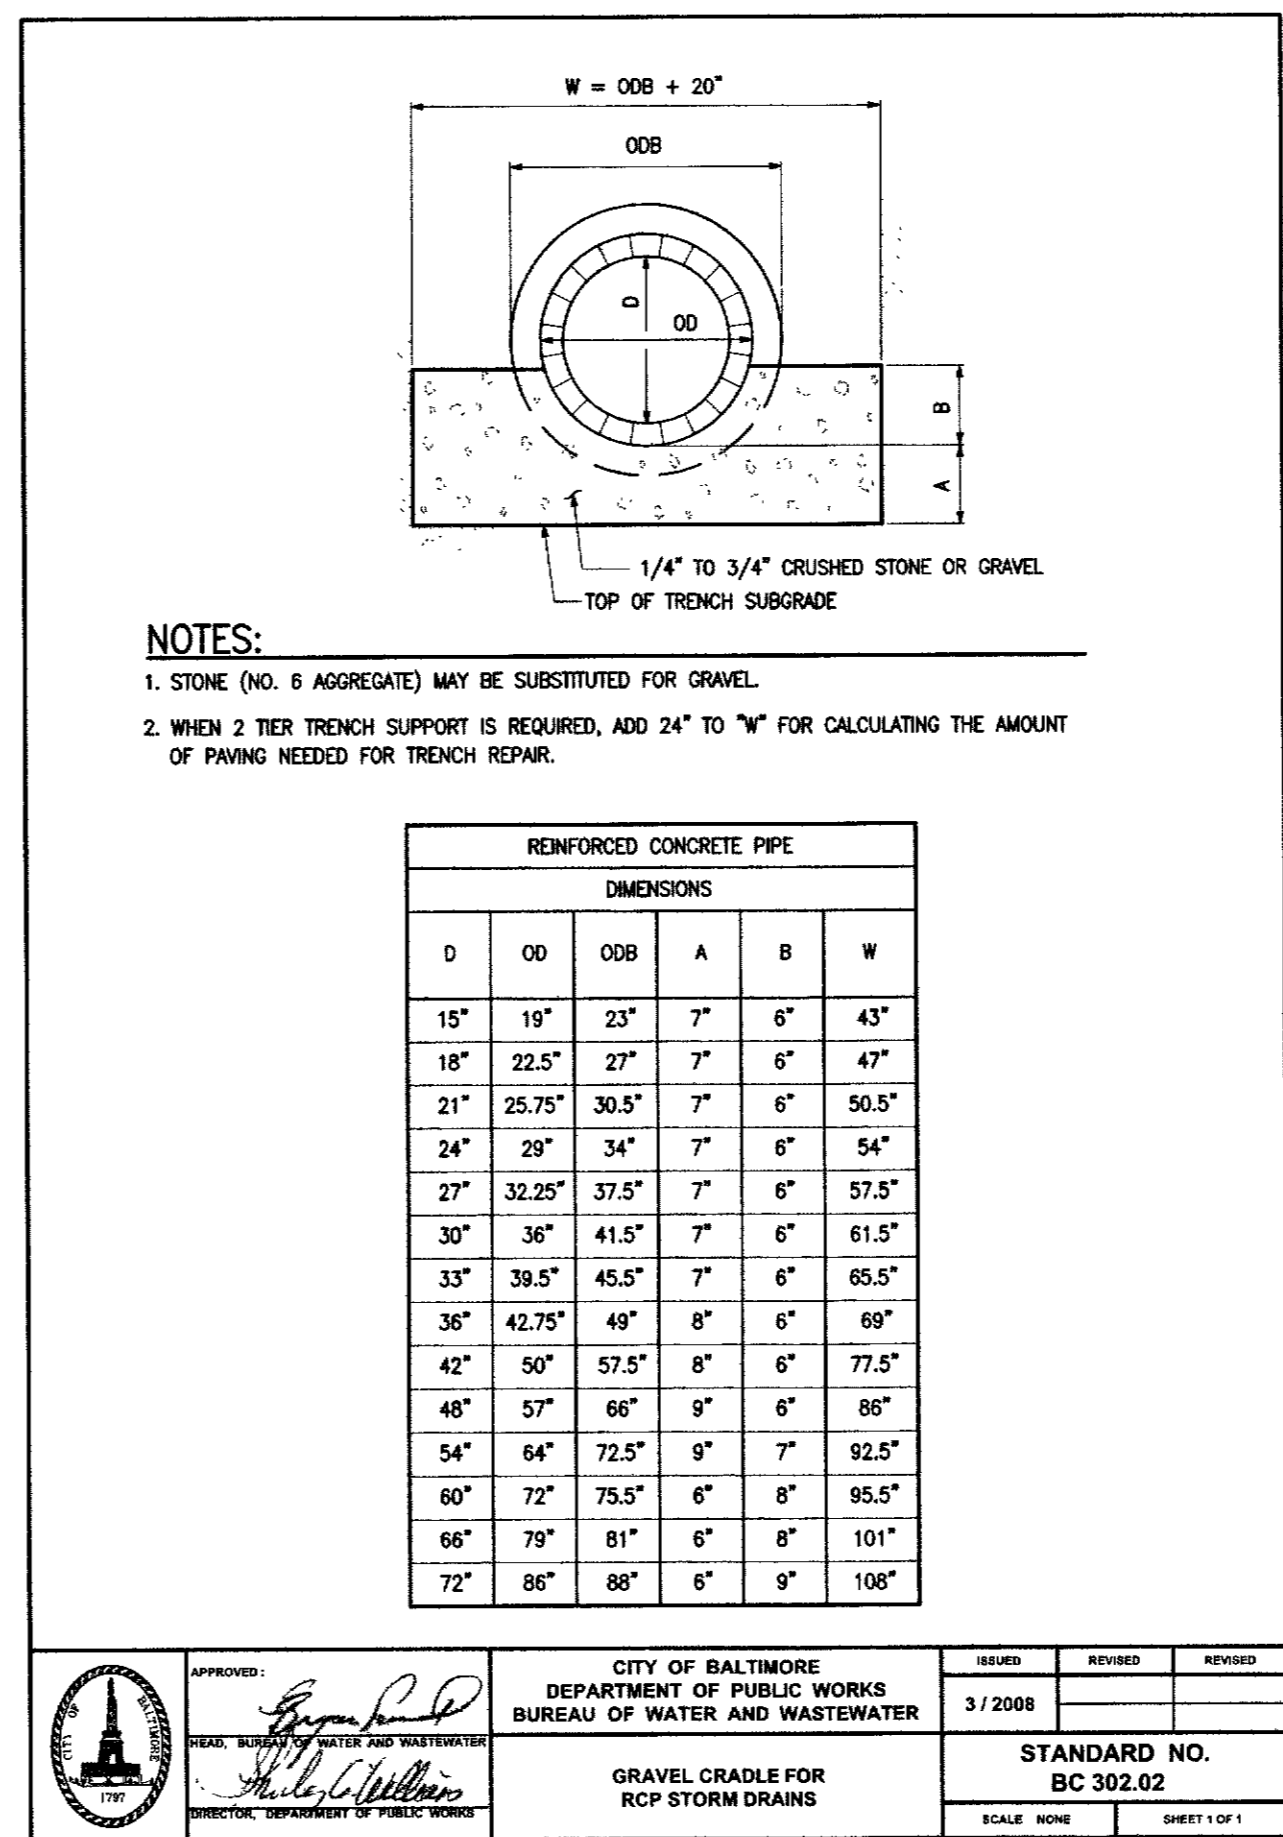 W = ODB + 20"
ODB
D
OD
B
A
1/4" TO 3/4" CRUSHED STONE OR GRAVEL
TOP OF TRENCH SUBGRADE
NOTES:
1. STONE (NO. 6 AGGREGATE) MAY BE SUBSTITUTED FOR GRAVEL.
2. WHEN 2 TIER TRENCH SUPPORT IS REQUIRED, ADD 24" TO "W" FOR CALCULATING THE AMOUNT
OF PAVING NEEDED FOR TRENCH REPAIR.
REINFORCED CONCRETE PIPE
DIMENSIONS
D OD ODB A B W
15" 19" 23" 7" 6" 43"
18" 22.5" 27" 7" 6" 47"
21" 25.75" 30.5" 7" 6" 50.5"
24" 29" 34" 7" 6" 54"
27" 32.25" 37.5" 7" 6" 57.5"
30" 36" 41.5" 7" 6" 61.5"
33" 39.5" 45.5" 7" 6" 65.5"
36" 42.75" 49" 8" 6" 69"
42" 50" 57.5" 8" 6" 77.5"
48" 57" 66" 9" 6" 86"
54" 64" 72.5" 9" 7" 92.5"
60" 72" 75.5" 6" 8" 95.5"
66" 79" 81" 6" 8" 101"
72" 86" 88" 6" 9" 108"
CITY OF BALTIMORE
1797
APPROVED:
HEAD, BUREAU OF WATER AND WASTEWATER
DIRECTOR, DEPARTMENT OF PUBLIC WORKS
CITY OF BALTIMORE
DEPARTMENT OF PUBLIC WORKS
BUREAU OF WATER AND WASTEWATER
GRAVEL CRADLE FOR
RCP STORM DRAINS
ISSUED REVISED REVISED
3 / 2008
STANDARD NO.
BC 302.02
SCALE NONE SHEET 1 OF 1